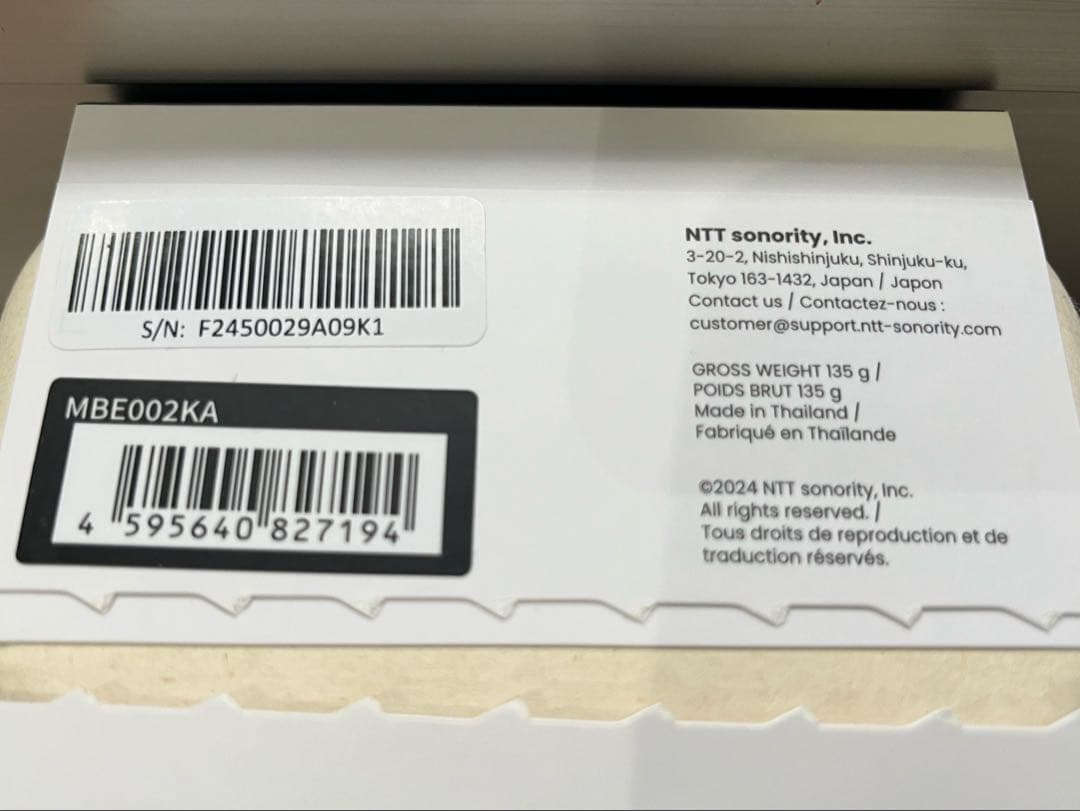 S/N: F2450029A09K1
MBE002KA
4 595640 827194
NTT sonority, Inc.
3-20-2, Nishishinjuku, Shinjuku-ku,
Tokyo 163-1432, Japan / Japon
Contact us / Contactez-nous :
customer@support.ntt-sonority.com
GROSS WEIGHT 135 g /
POIDS BRUT 135 g
Made in Thailand /
Fabriqué en Thaïlande
©2024 NTT sonority, Inc.
All rights reserved. /
Tous droits de reproduction et de
traduction réservés.